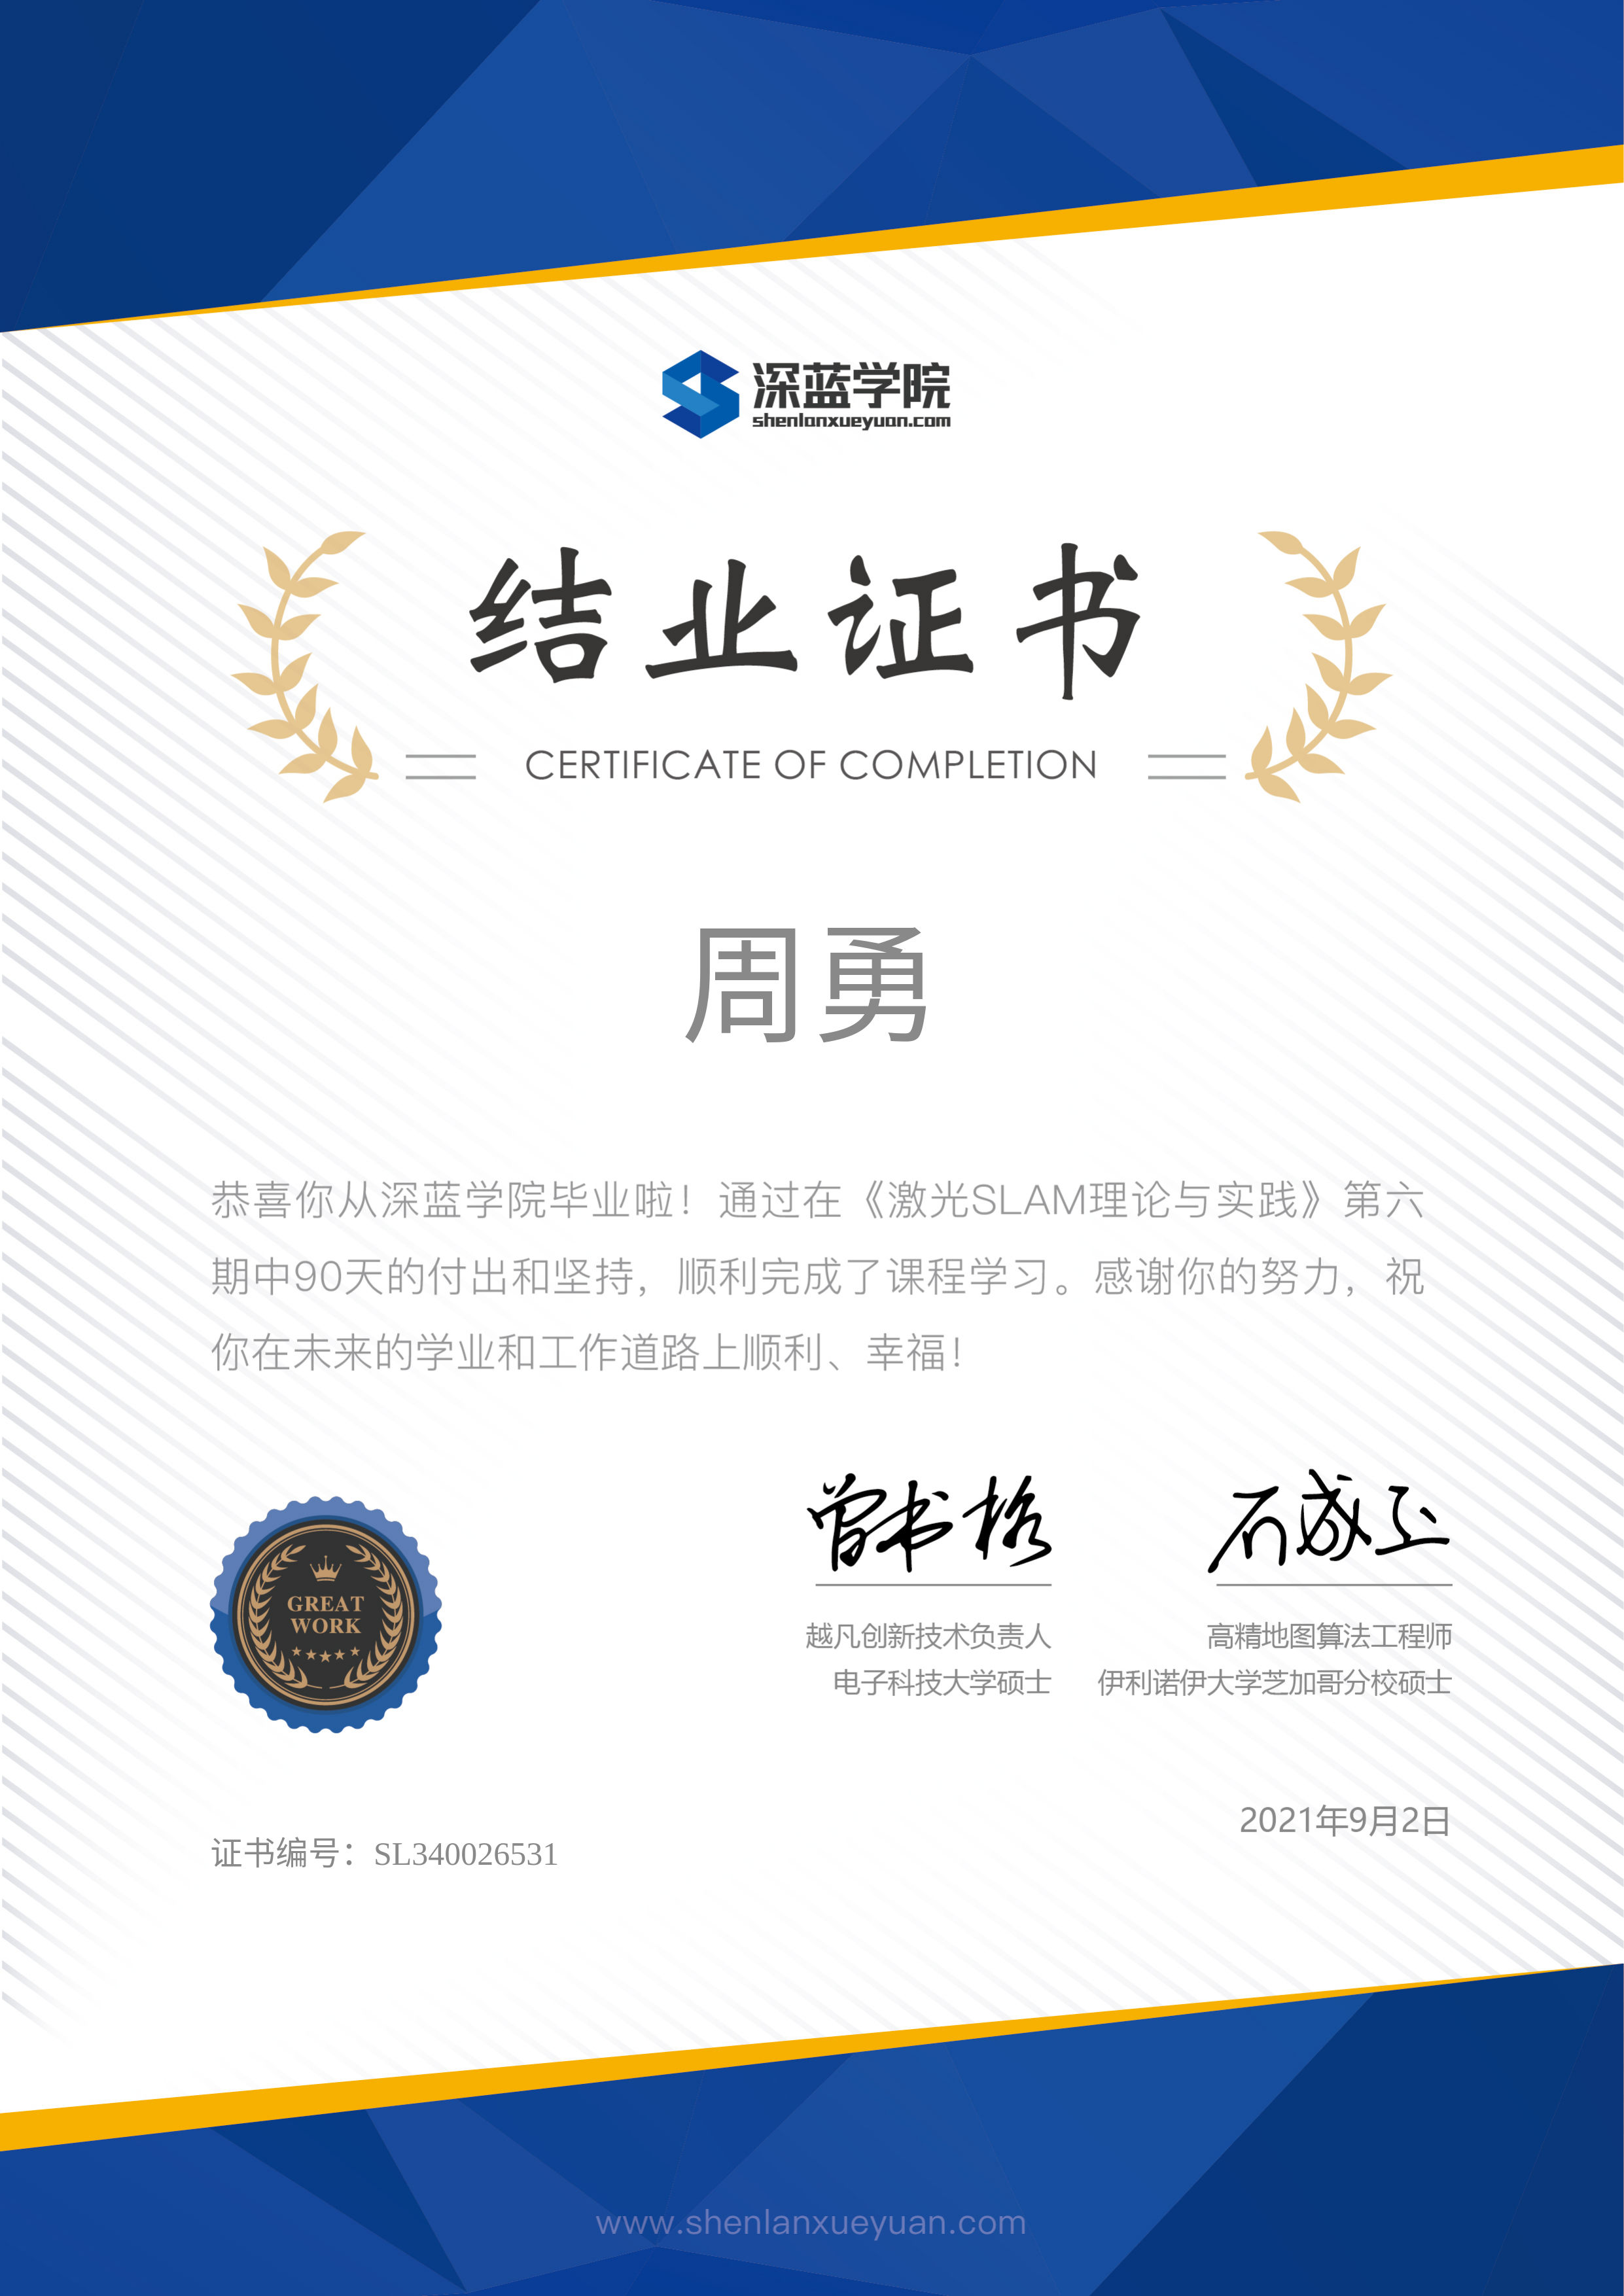 深蓝学院
shenlanxueyuan.com
结业证书
CERTIFICATE OF COMPLETION
周勇
恭喜你从深蓝学院毕业啦！通过在《激光SLAM理论与实践》第六
期中90天的付出和坚持，顺利完成了课程学习。感谢你的努力，祝
你在未来的学业和工作道路上顺利、幸福！
GREAT
WORK
曾书格
越凡创新技术负责人
电子科技大学硕士
高精地图算法工程师
伊利诺伊大学芝加哥分校硕士
2021年9月2日
证书编号：SL340026531
www.shenlanxueyuan.com